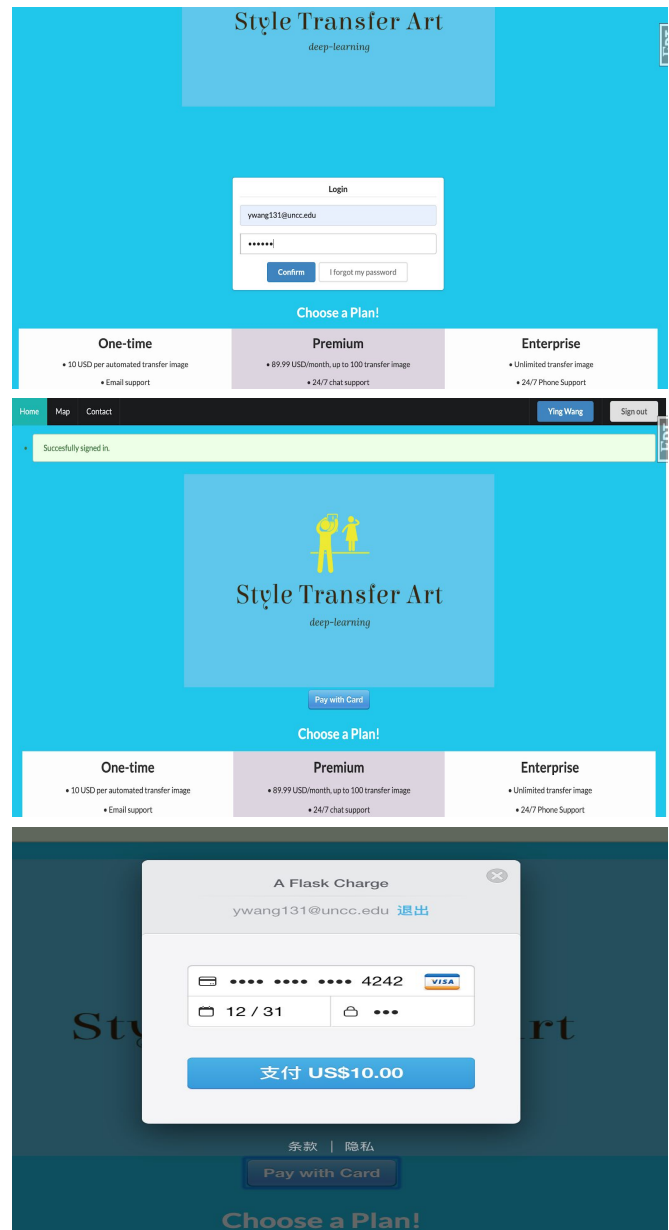 Style Transfer Art
deep-learning
Login
ywang131@uncc.edu
••••••
Confirm I forgot my password
Choose a Plan!
One-time Premium Enterprise
• 10 USD per automated transfer image • 89.99 USD/month, up to 100 transfer image • Unlimited transfer image
• Email support • 24/7 chat support • 24/7 Phone Support
Home Map Contact Ying Wang Sign out
• Succesfully signed in.
Style Transfer Art
deep-learning
Pay with Card
Choose a Plan!
One-time Premium Enterprise
• 10 USD per automated transfer image • 89.99 USD/month, up to 100 transfer image • Unlimited transfer image
• Email support • 24/7 chat support • 24/7 Phone Support
A Flask Charge
ywang131@uncc.edu 退出
•••• •••• •••• 4242 VISA
12 / 31 •••
Sty rt
支付 US$10.00
条款 | 隐私
Pay with Card
Choose a Plan!